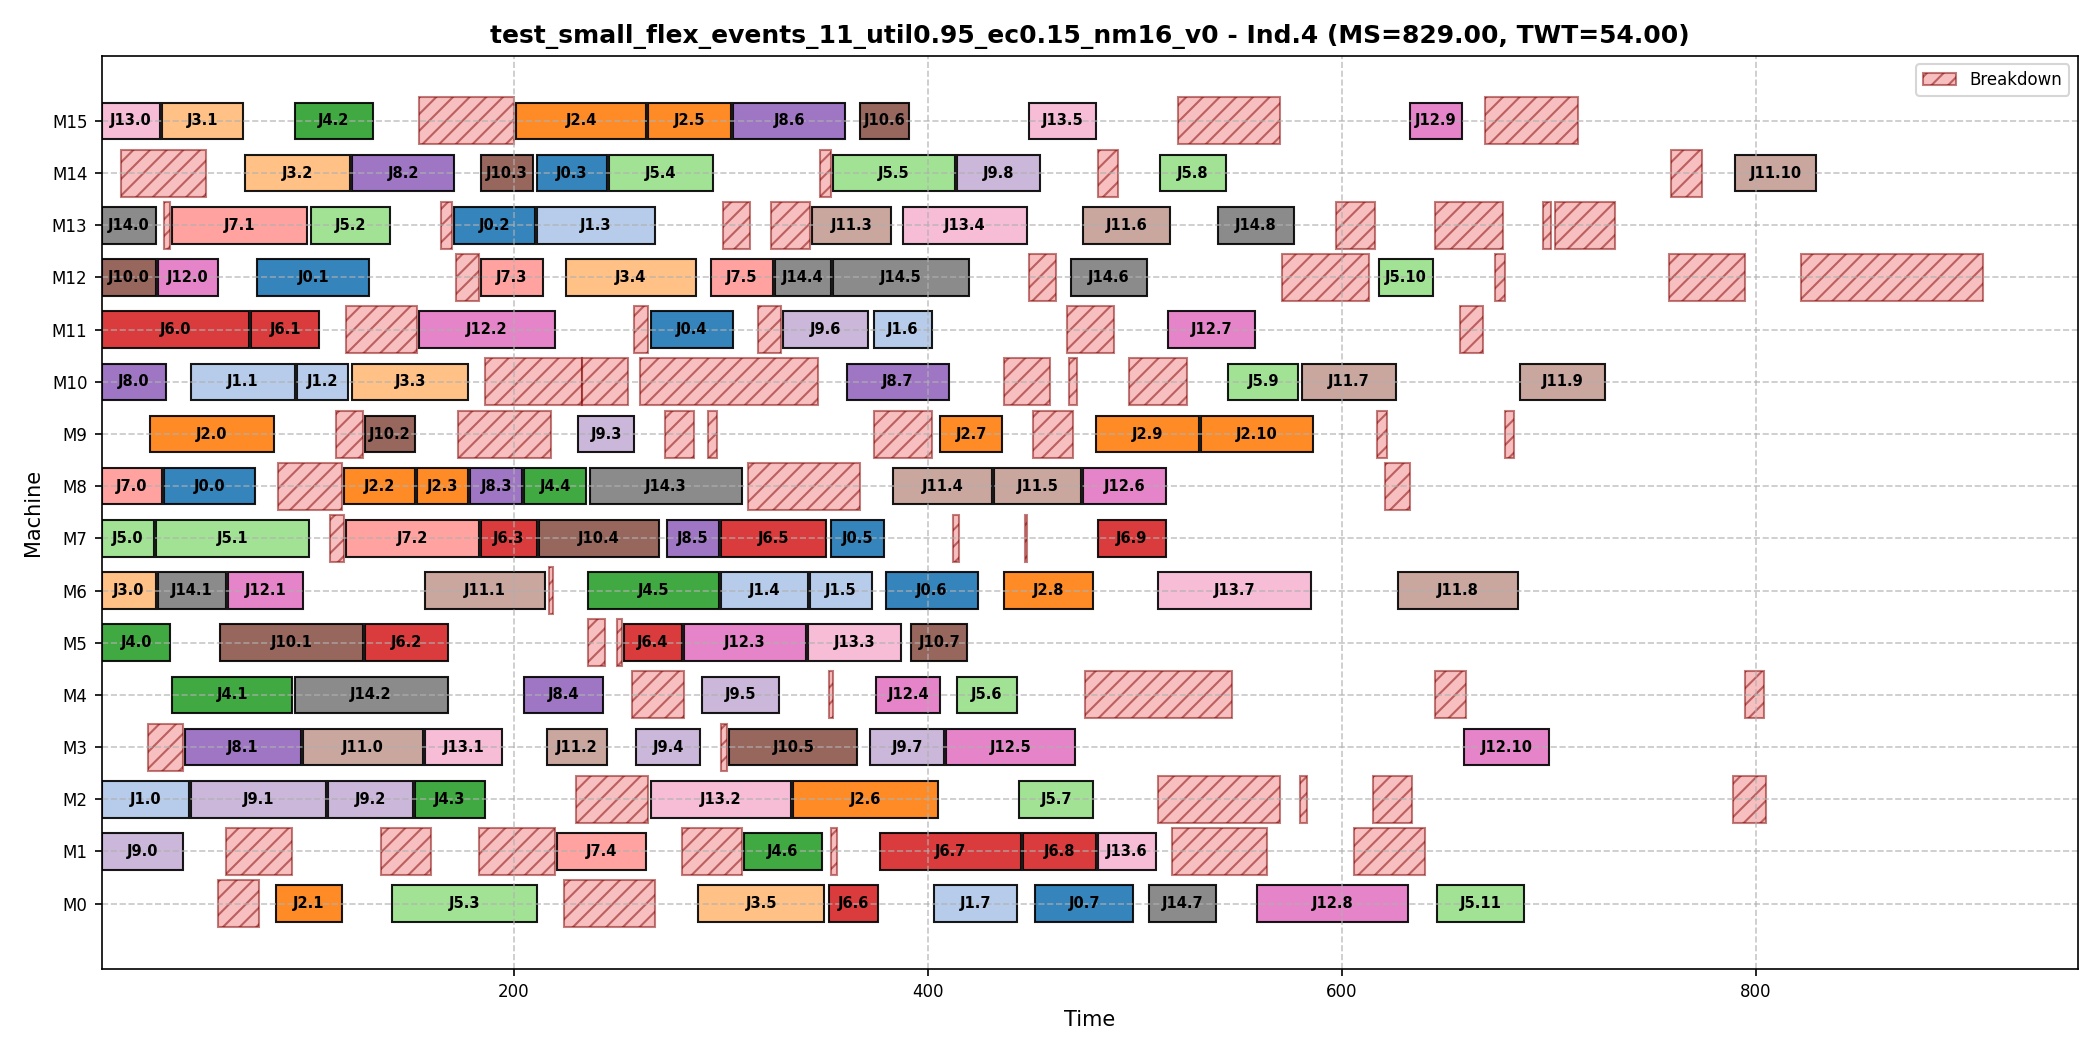 test_small_flex_events_11_util0.95_ec0.15_nm16_v0 - Ind.4 (MS=829.00, TWT=54.00)
Breakdown
M15 J13.0 J3.1 J4.2 J2.4 J2.5 J8.6 J10.6 J13.5 J12.9
M14 J3.2 J8.2 J10.3 J0.3 J5.4 J5.5 J9.8 J5.8 J11.10
M13 J14.0 J7.1 J5.2 J0.2 J1.3 J11.3 J13.4 J11.6 J14.8
M12 J10.0 J12.0 J0.1 J7.3 J3.4 J7.5 J14.4 J14.5 J14.6 J5.10
M11 J6.0 J6.1 J12.2 J0.4 J9.6 J1.6 J12.7
M10 J8.0 J1.1 J1.2 J3.3 J8.7 J5.9 J11.7 J11.9
M9 J2.0 J10.2 J9.3 J2.7 J2.9 J2.10
M8 J7.0 J0.0 J2.2 J2.3 J8.3 J4.4 J14.3 J11.4 J11.5 J12.6
M7 J5.0 J5.1 J7.2 J6.3 J10.4 J8.5 J6.5 J0.5 J6.9
M6 J3.0 J14.1 J12.1 J11.1 J4.5 J1.4 J1.5 J0.6 J2.8 J13.7 J11.8
M5 J4.0 J10.1 J6.2 J6.4 J12.3 J13.3 J10.7
M4 J4.1 J14.2 J8.4 J9.5 J12.4 J5.6
M3 J8.1 J11.0 J13.1 J11.2 J9.4 J10.5 J9.7 J12.5 J12.10
M2 J1.0 J9.1 J9.2 J4.3 J13.2 J2.6 J5.7
M1 J9.0 J7.4 J4.6 J6.7 J6.8 J13.6
M0 J2.1 J5.3 J3.5 J6.6 J1.7 J0.7 J14.7 J12.8 J5.11
Machine
200 400 600 800
Time